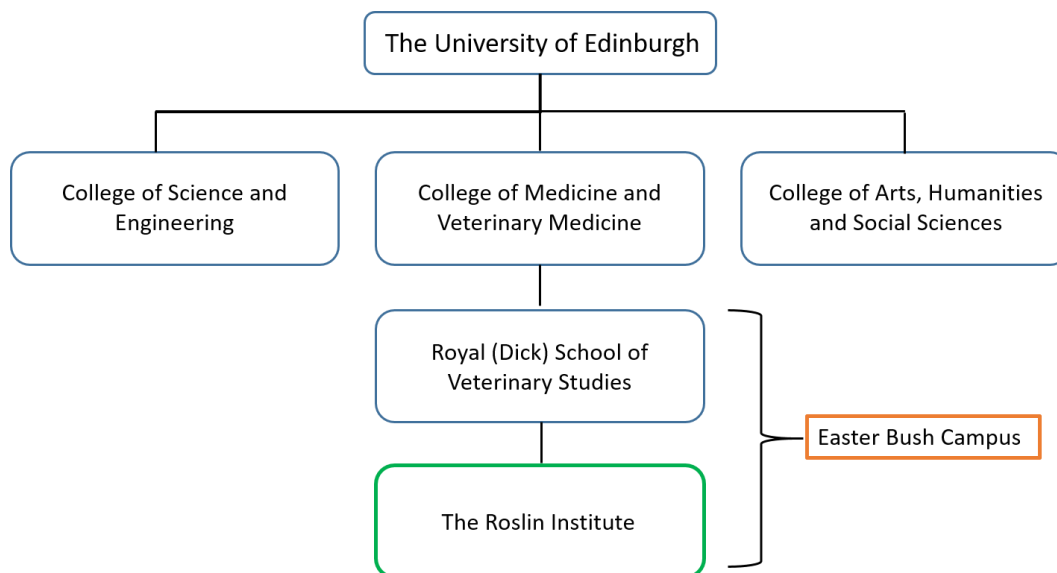 The University of Edinburgh
College of Science and
Engineering
College of Medicine and
Veterinary Medicine
College of Arts, Humanities
and Social Sciences
Royal (Dick) School of
Veterinary Studies
Easter Bush Campus
The Roslin Institute